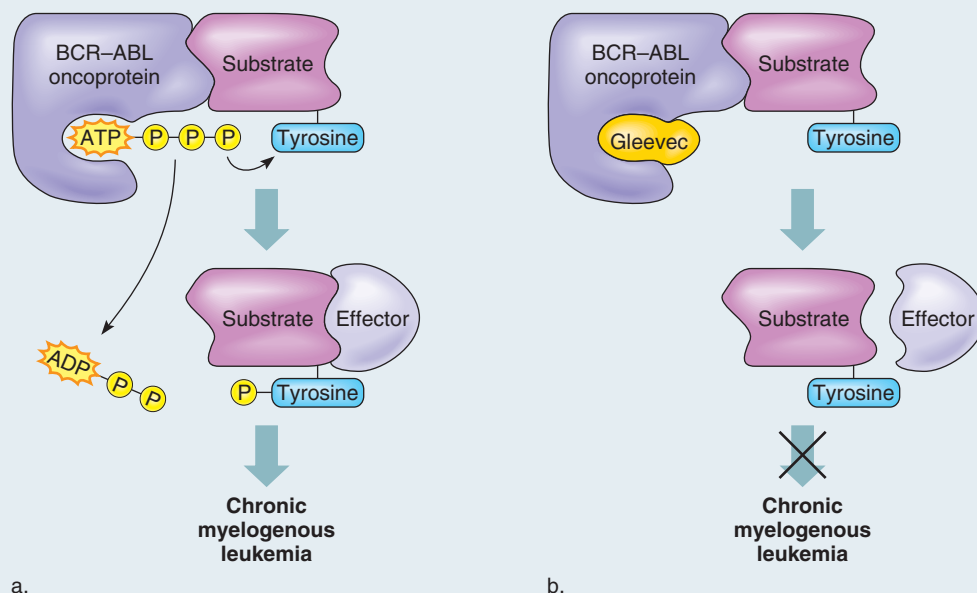 BCR–ABL
oncoprotein
Substrate
ATP P P P
Tyrosine
Substrate
Effector
ADP P P
P Tyrosine
Chronic
myelogenous
leukemia
a.
BCR–ABL
oncoprotein
Substrate
Gleevec
Tyrosine
Substrate
Effector
Tyrosine
Chronic
myelogenous
leukemia
b.